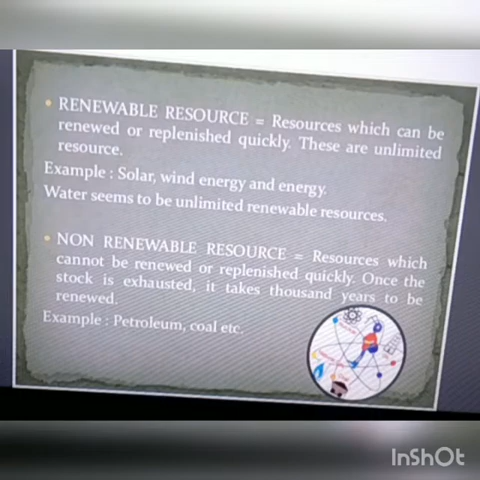 • RENEWABLE RESOURCE = Resources which can be
renewed or replenished quickly. These are unlimited
resource.
Example : Solar, wind energy and energy.
Water seems to be unlimited renewable resources.
• NON RENEWABLE RESOURCE = Resources which
cannot be renewed or replenished quickly. Once the
stock is exhausted, it takes thousand years to be
renewed.
Example : Petroleum, coal etc.
InShOt